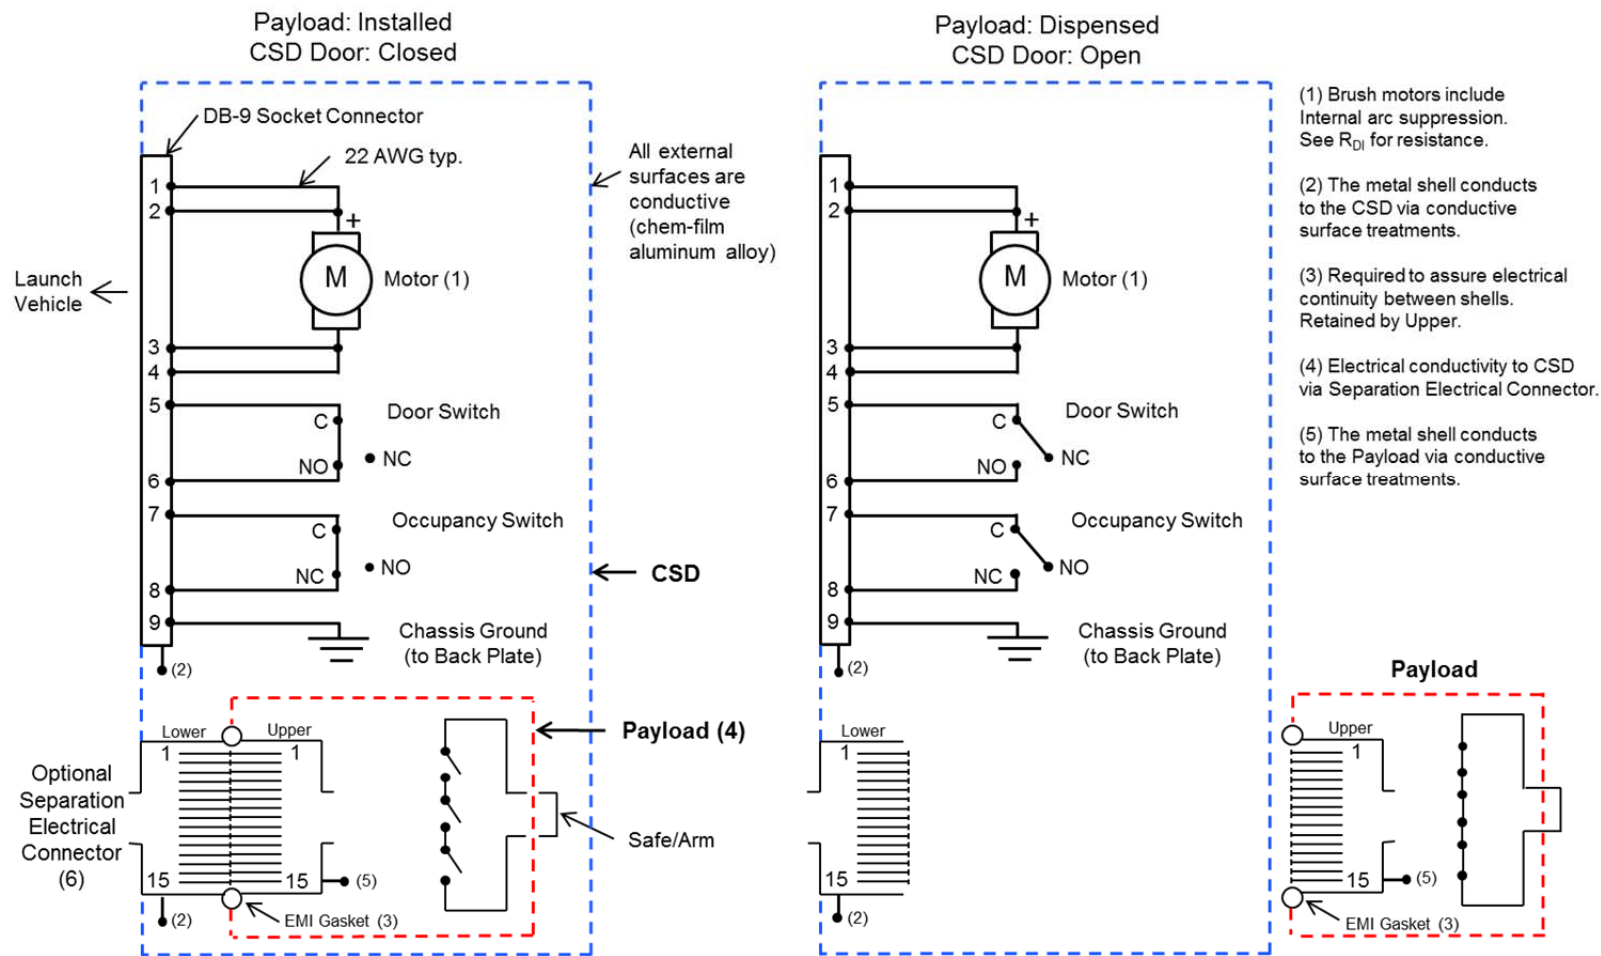 Payload: Installed
CSD Door: Closed
DB-9 Socket Connector
22 AWG typ.
All external
surfaces are
conductive
(chem-film
aluminum alloy)
1
2
+
M
Motor (1)
Launch
Vehicle
3
4
5
C
Door Switch
NO
NC
6
7
C
Occupancy Switch
NC
NO
8
9
Chassis Ground
(to Back Plate)
(2)
CSD
Lower
Upper
1
1
Payload (4)
Optional
Separation
Electrical
Connector
(6)
Safe/Arm
15
15
(5)
(2)
EMI Gasket (3)
Payload: Dispensed
CSD Door: Open
1
2
+
M
Motor (1)
3
4
5
C
Door Switch
NO
NC
6
7
C
Occupancy Switch
NC
NO
8
9
Chassis Ground
(to Back Plate)
(2)
Lower
1
15
(2)
Payload
Upper
1
15
(5)
EMI Gasket (3)
(1) Brush motors include
Internal arc suppression.
See RDI for resistance.
(2) The metal shell conducts
to the CSD via conductive
surface treatments.
(3) Required to assure electrical
continuity between shells.
Retained by Upper.
(4) Electrical conductivity to CSD
via Separation Electrical Connector.
(5) The metal shell conducts
to the Payload via conductive
surface treatments.